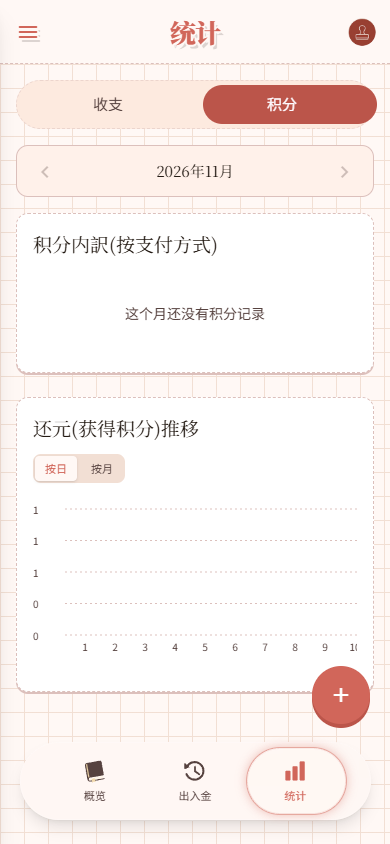 统计
收支
积分
2026年11月
积分内訳(按支付方式)
这个月还没有积分记录
还元(获得积分)推移
按日
按月
1
1
1
0
0
1 2 3 4 5 6 7 8 9 10
+
概览
出入金
统计